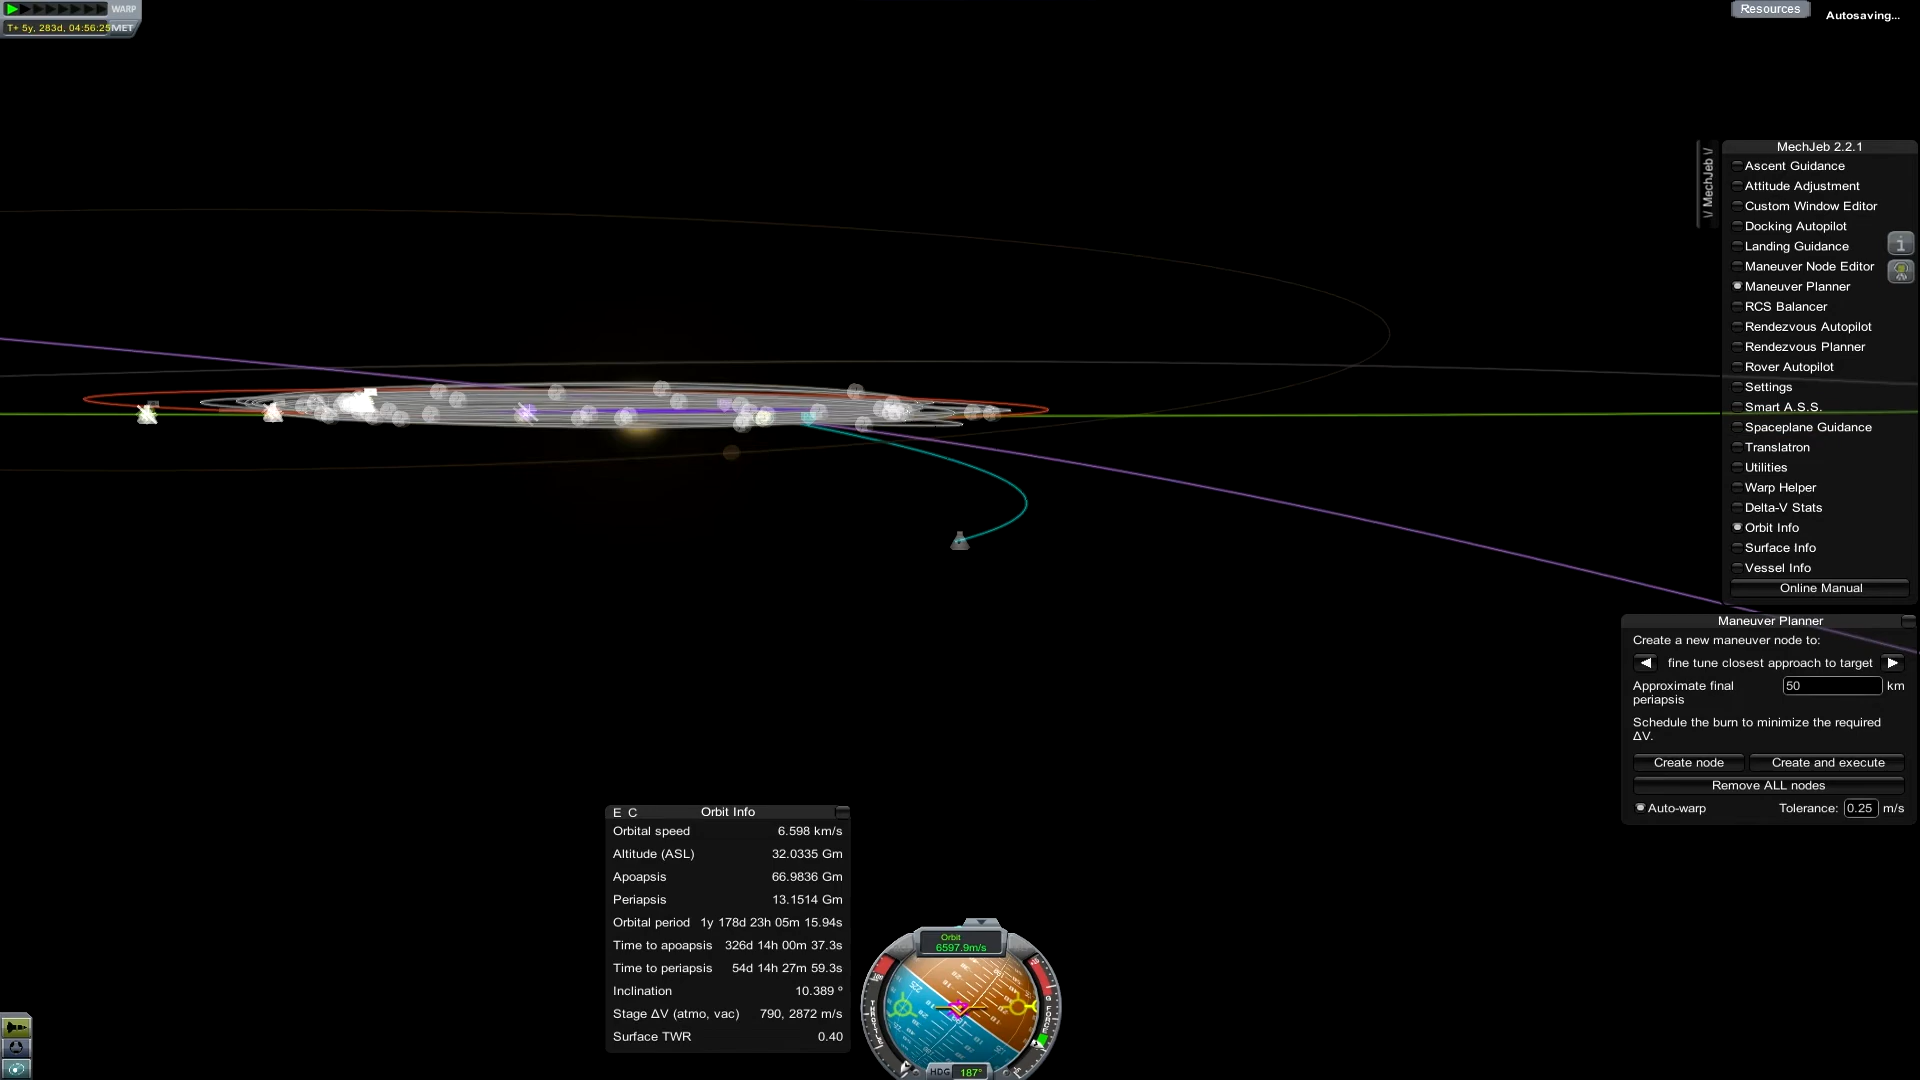 WARP
T+ 5y, 283d, 04:56:25 MET
Resources
Autosaving...
V MechJeb V
MechJeb 2.2.1
Ascent Guidance
Attitude Adjustment
Custom Window Editor
Docking Autopilot
Landing Guidance
Maneuver Node Editor
Maneuver Planner
RCS Balancer
Rendezvous Autopilot
Rendezvous Planner
Rover Autopilot
Settings
Smart A.S.S.
Spaceplane Guidance
Translatron
Utilities
Warp Helper
Delta-V Stats
Orbit Info
Surface Info
Vessel Info
Online Manual
Maneuver Planner
Create a new maneuver node to:
fine tune closest approach to target
Approximate final
periapsis
50 km
Schedule the burn to minimize the required
ΔV.
Create node Create and execute
Remove ALL nodes
Auto-warp Tolerance: 0.25 m/s
E C Orbit Info
Orbital speed 6.598 km/s
Altitude (ASL) 32.0335 Gm
Apoapsis 66.9836 Gm
Periapsis 13.1514 Gm
Orbital period 1y 178d 23h 05m 15.94s
Time to apoapsis 326d 14h 00m 37.3s
Time to periapsis 54d 14h 27m 59.3s
Inclination 10.389 º
Stage ΔV (atmo, vac) 790, 2872 m/s
Surface TWR 0.40
Orbit
6597.9m/s
HDG 187°